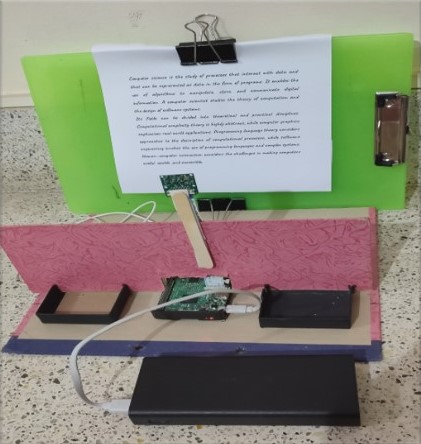 Computer science is the study of processes that interact with data and
that can be represented as data in the form of programs. It enables the
use of algorithms to manipulate store and communicate digital
information. A computer scientist studies the theory of computation and
the design of software systems.
Its fields can be divided into theoretical and practical disciplines.
Computational complexity theory is highly abstract, while computer graphics
emphasizes real-world applications. Programming language theory considers
approaches to the description of computational processes, while software
engineering involves the use of programming languages and complex systems.
Human-computer interaction considers the challenges in making computers
useful, usable, and accessible.